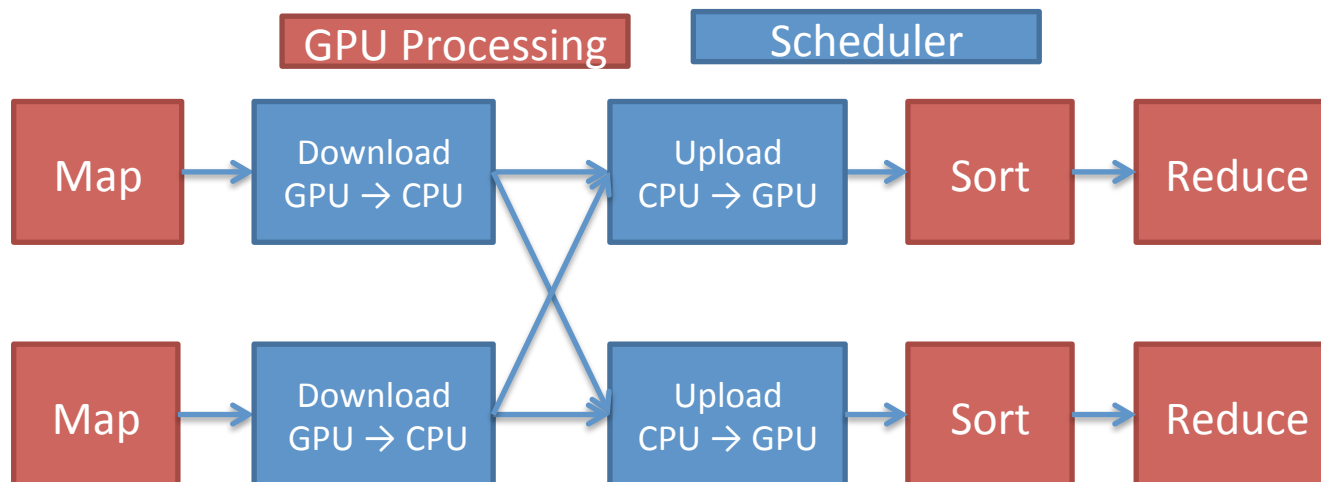 GPU Processing
Scheduler
Map
Download
GPU → CPU
Upload
CPU → GPU
Sort
Reduce
Map
Download
GPU → CPU
Upload
CPU → GPU
Sort
Reduce